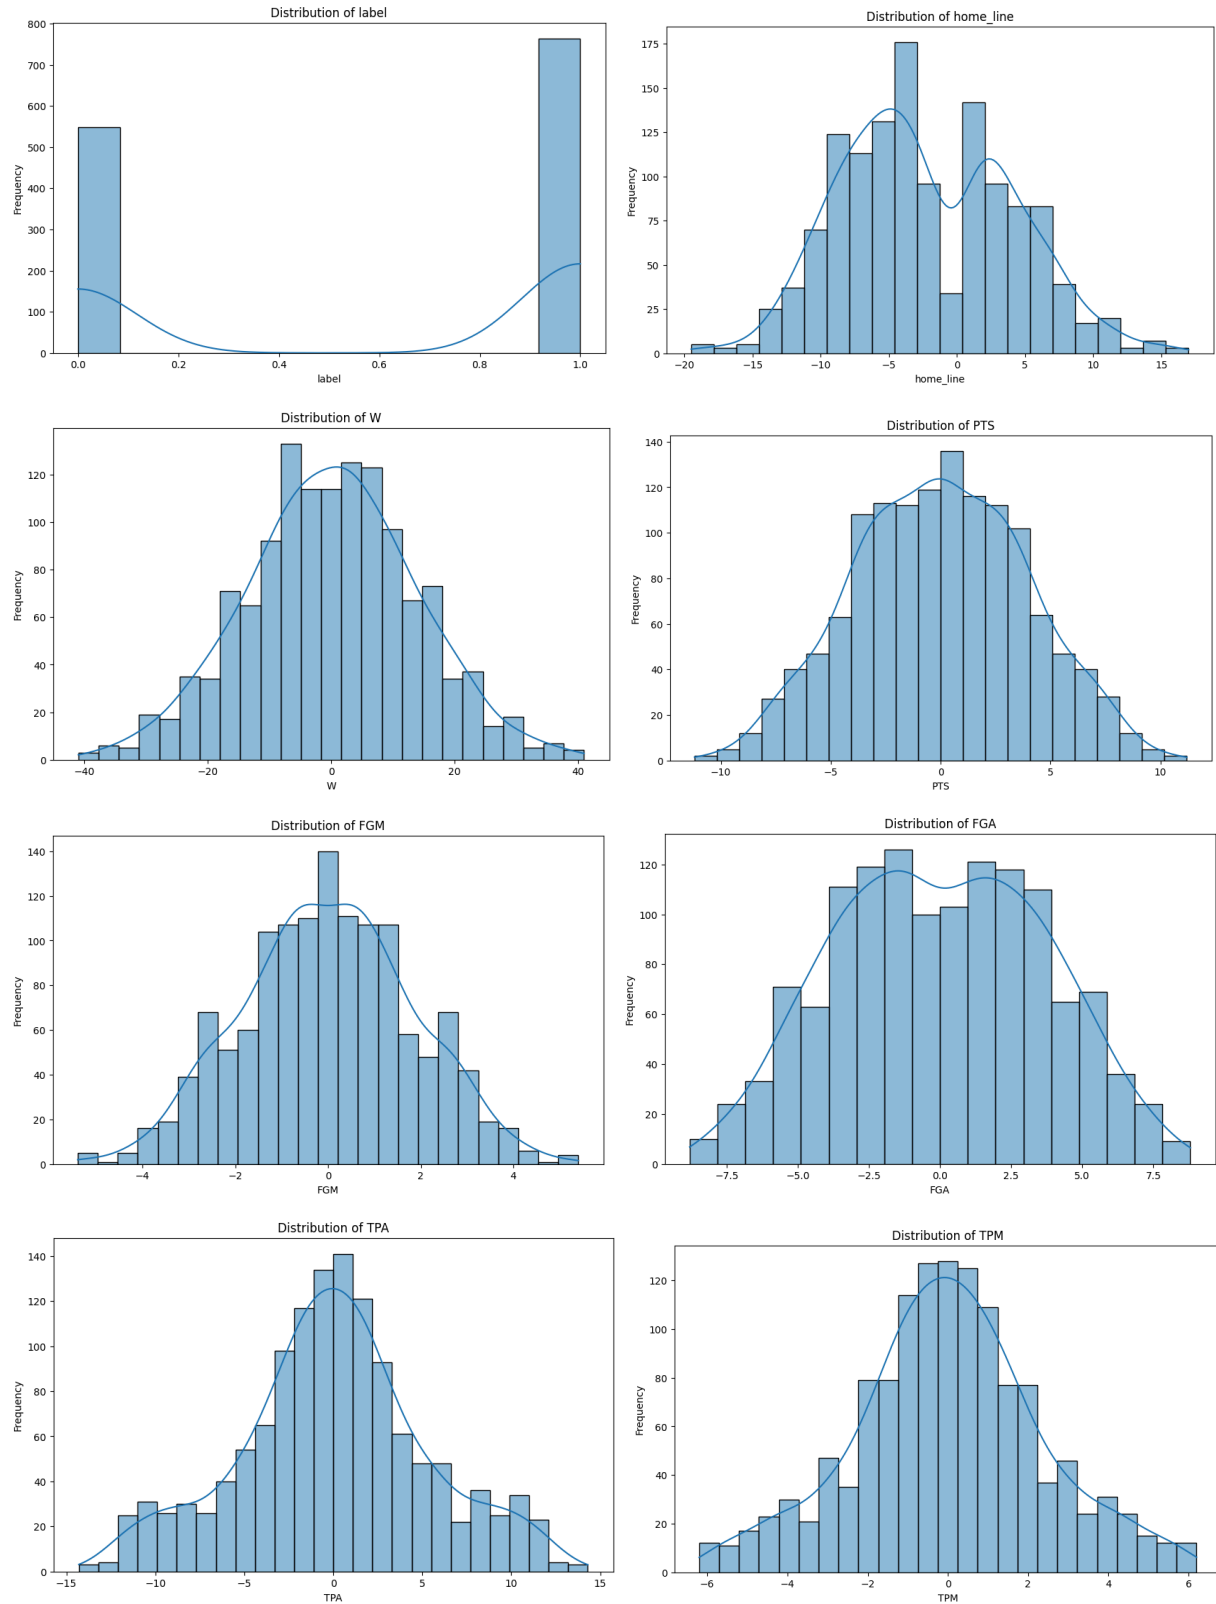 Distribution of label
800
700
600
500
400
300
200
100
0
Frequency
0.0 0.2 0.4 0.6 0.8 1.0
label
Distribution of home_line
175
150
125
100
75
50
25
0
Frequency
−20 −15 −10 −5 0 5 10 15
home_line
Distribution of W
120
100
80
60
40
20
0
Frequency
−40 −20 0 20 40
W
Distribution of PTS
140
120
100
80
60
40
20
0
Frequency
−10 −5 0 5 10
PTS
Distribution of FGM
140
120
100
80
60
40
20
0
Frequency
−4 −2 0 2 4
FGM
Distribution of FGA
120
100
80
60
40
20
0
Frequency
−7.5 −5.0 −2.5 0.0 2.5 5.0 7.5
FGA
Distribution of TPA
140
120
100
80
60
40
20
0
Frequency
−15 −10 −5 0 5 10 15
TPA
Distribution of TPM
120
100
80
60
40
20
0
Frequency
−6 −4 −2 0 2 4 6
TPM